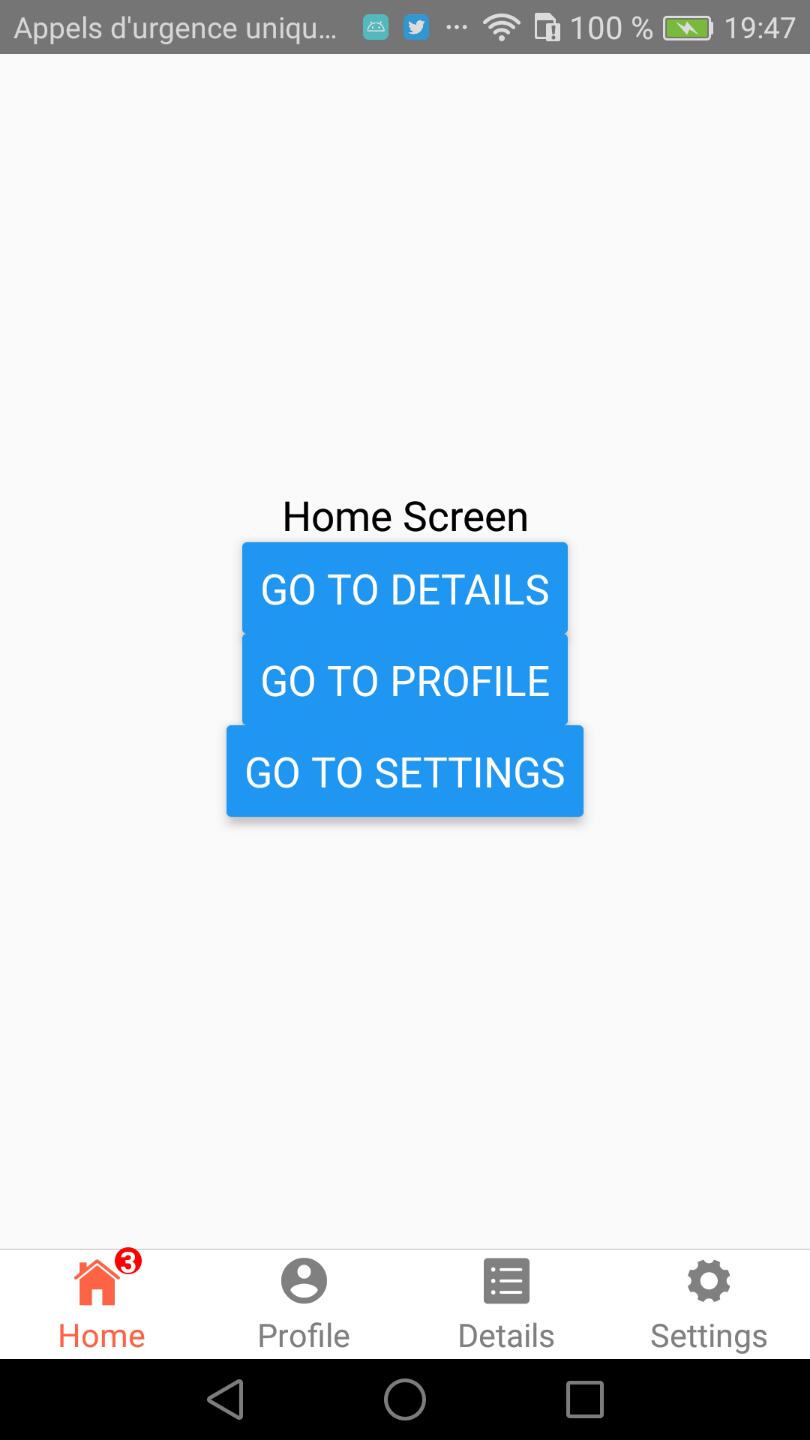 Appels d'urgence uniqu... 100 % 19:47
Home Screen
GO TO DETAILS
GO TO PROFILE
GO TO SETTINGS
3
Home Profile Details Settings